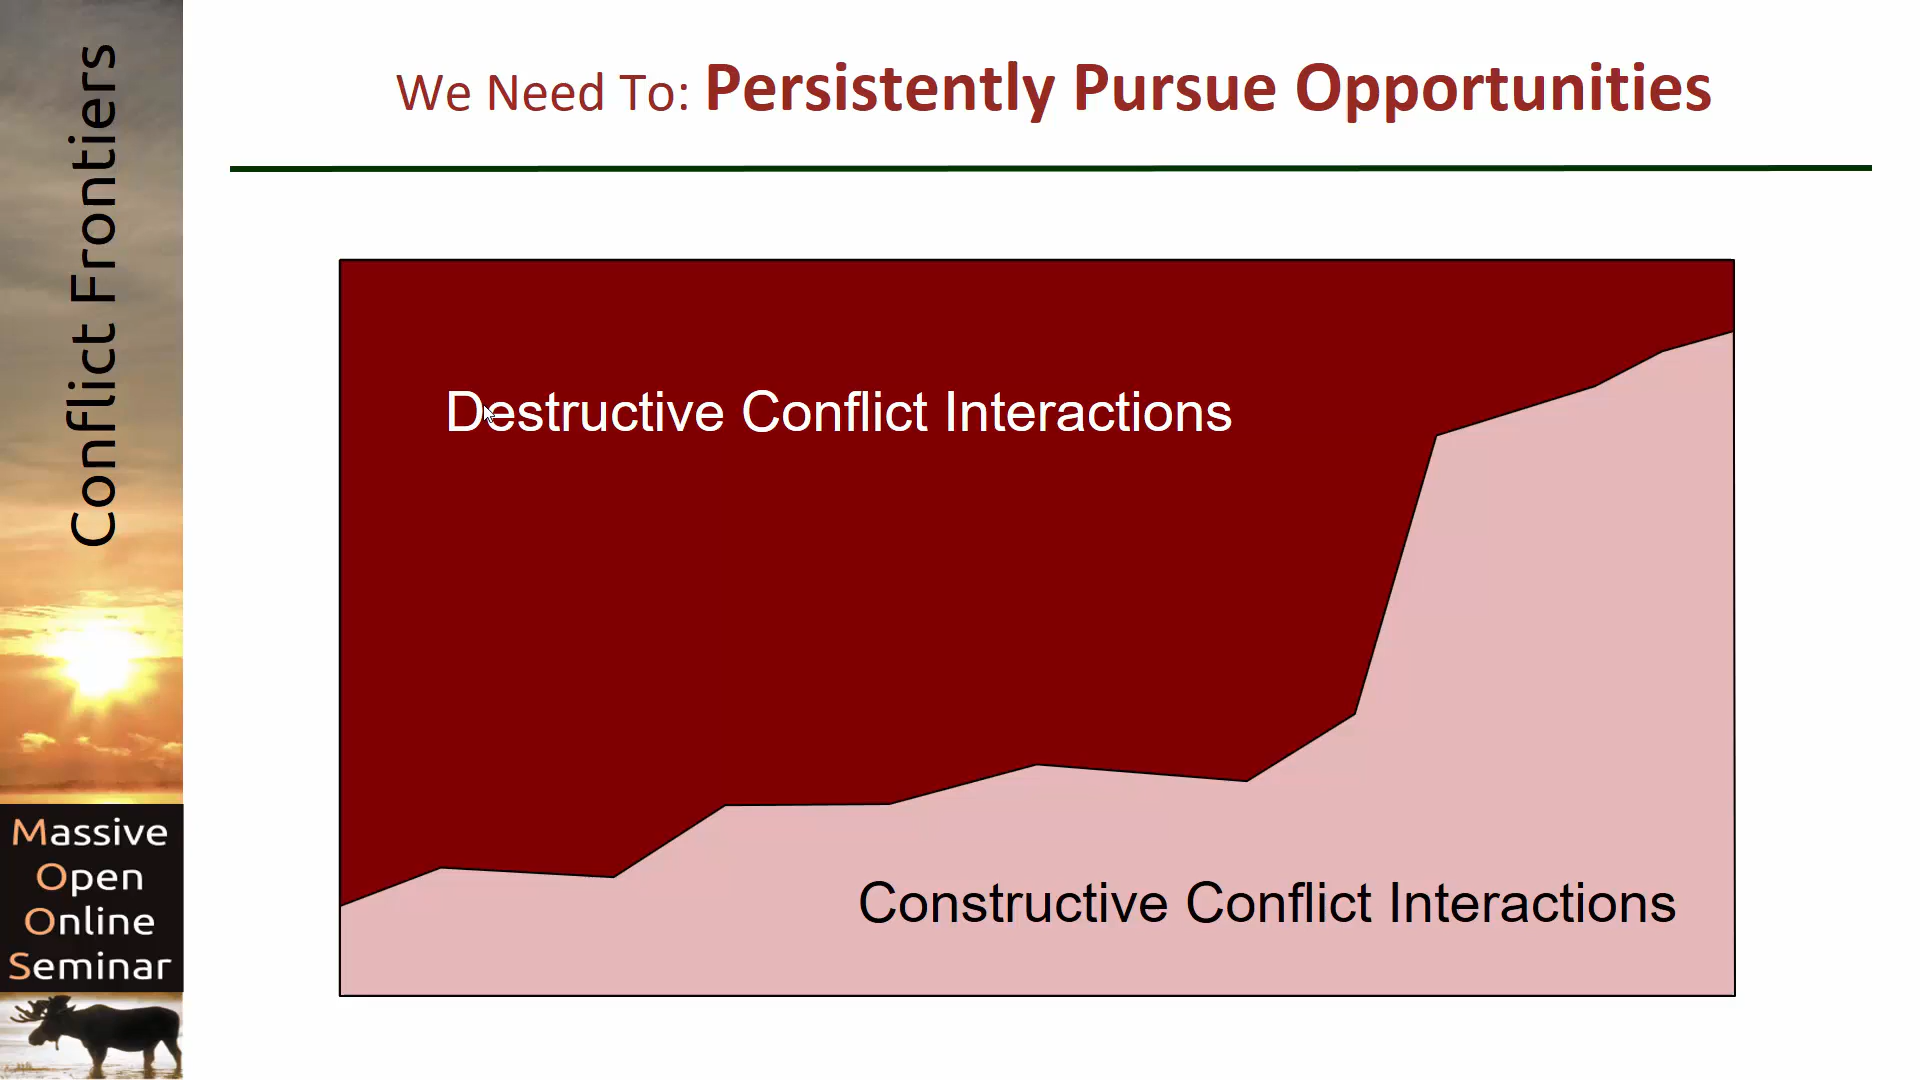 Conflict Frontiers
We Need To: Persistently Pursue Opportunities
Destructive Conflict Interactions
Constructive Conflict Interactions
Massive
Open
Online
Seminar